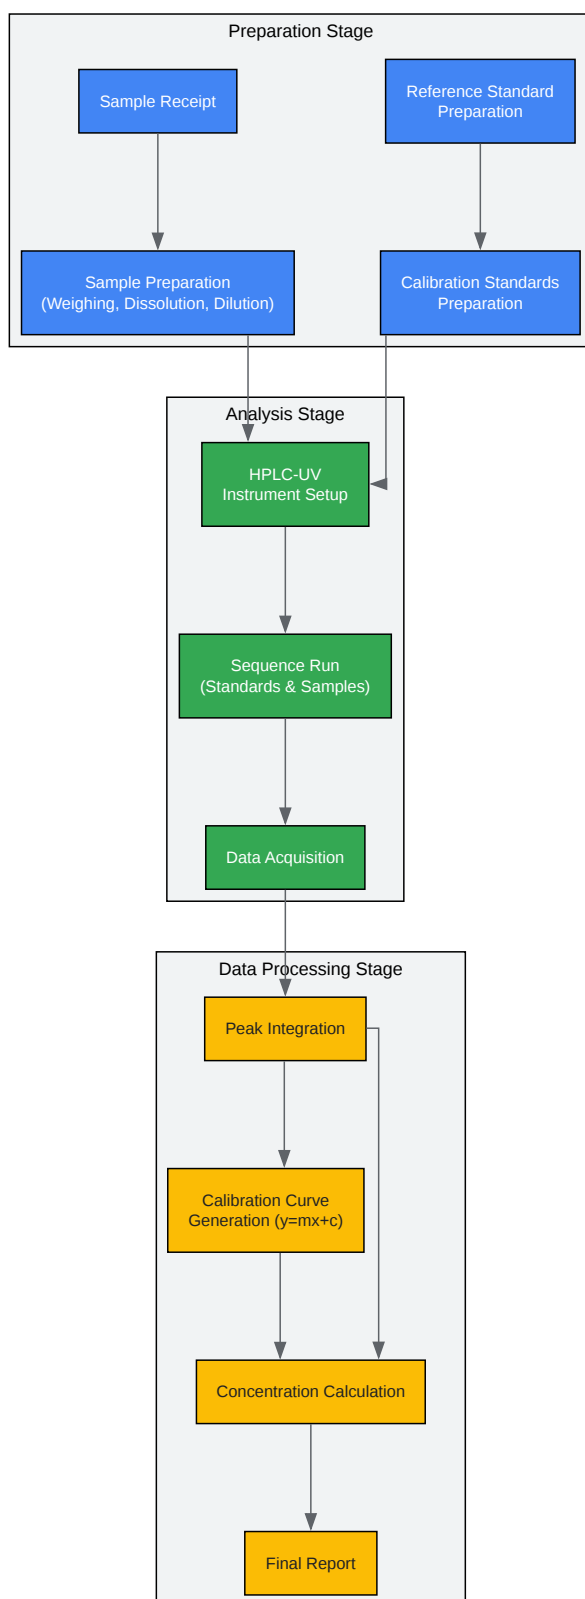 Preparation Stage
Sample Receipt
Reference Standard
Preparation
Sample Preparation
(Weighing, Dissolution, Dilution)
Calibration Standards
Preparation
Analysis Stage
HPLC-UV
Instrument Setup
Sequence Run
(Standards & Samples)
Data Acquisition
Data Processing Stage
Peak Integration
Calibration Curve
Generation (y=mx+c)
Concentration Calculation
Final Report